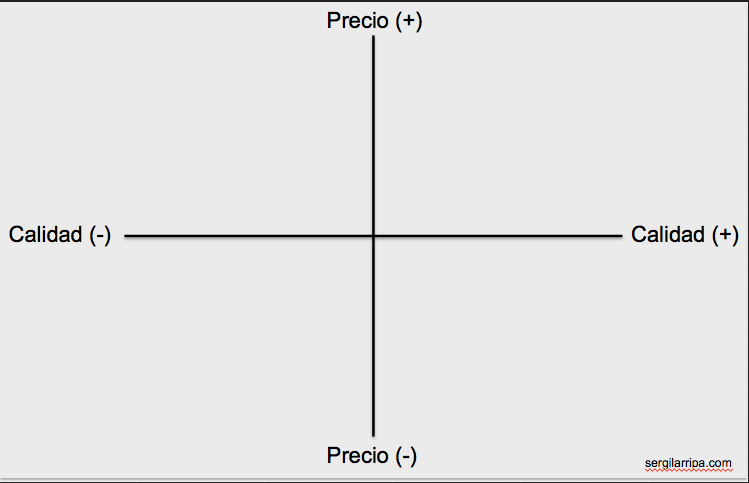 Precio (+)
Calidad (-)
Calidad (+)
Precio (-)
sergilarripa.com